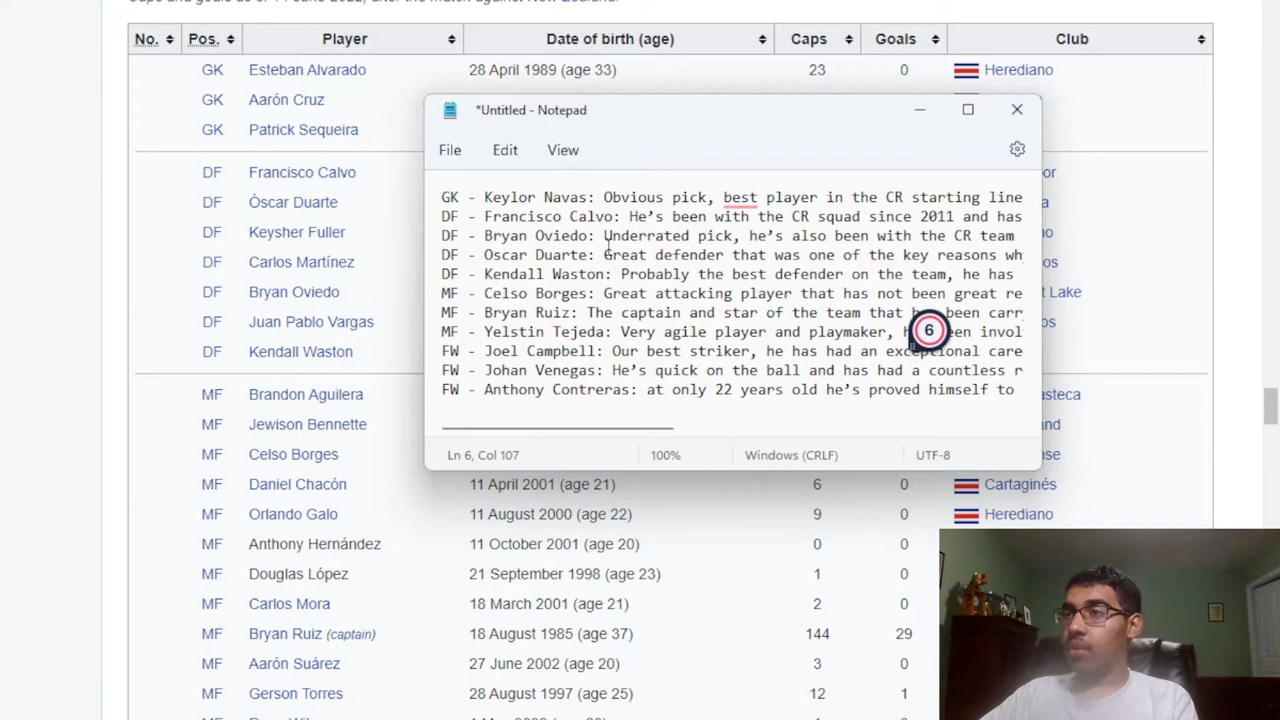 No. Pos. Player Date of birth (age) Caps Goals Club
GK Esteban Alvarado 28 April 1989 (age 33) 23 0 Herediano
GK Aarón Cruz
GK Patrick Sequeira
DF Francisco Calvo
DF Óscar Duarte
DF Keysher Fuller
DF Carlos Martínez
DF Bryan Oviedo t Lake
DF Juan Pablo Vargas
DF Kendall Waston
MF Brandon Aguilera
MF Jewison Bennette
MF Celso Borges
MF Daniel Chacón 11 April 2001 (age 21) 6 0 Cartaginés
MF Orlando Galo 11 August 2000 (age 22) 9 0 Herediano
MF Anthony Hernández 11 October 2001 (age 20) 0 0
MF Douglas López 21 September 1998 (age 23) 1 0
MF Carlos Mora 18 March 2001 (age 21) 2 0
MF Bryan Ruiz (captain) 18 August 1985 (age 37) 144 29
MF Aarón Suárez 27 June 2002 (age 20) 3 0
MF Gerson Torres 28 August 1997 (age 25) 12 1
*Untitled - Notepad
File Edit View
GK - Keylor Navas: Obvious pick, best player in the CR starting line
DF - Francisco Calvo: He's been with the CR squad since 2011 and has
DF - Bryan Oviedo: Underrated pick, he's also been with the CR team
DF - Oscar Duarte: Great defender that was one of the key reasons wh
DF - Kendall Waston: Probably the best defender on the team, he has
MF - Celso Borges: Great attacking player that has not been great re
MF - Bryan Ruiz: The captain and star of the team that been carr
MF - Yelstin Tejeda: Very agile player and playmaker, invol
FW - Joel Campbell: Our best striker, he has had an exceptional care
FW - Johan Venegas: He's quick on the ball and has had a countless
FW - Anthony Contreras: at only 22 years old he's proved himself to
Ln 6, Col 107 100% Windows (CRLF) UTF-8
6